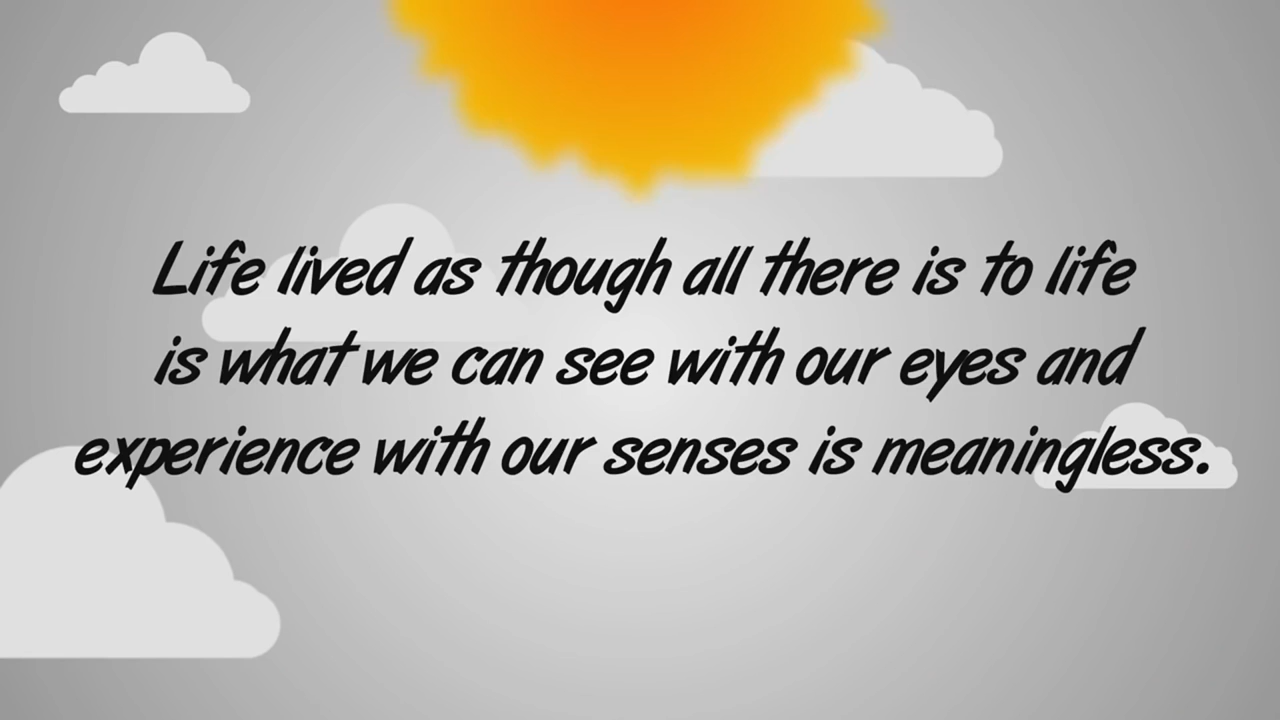 Life lived as though all there is to life
is what we can see with our eyes and
experience with our senses is meaningless.